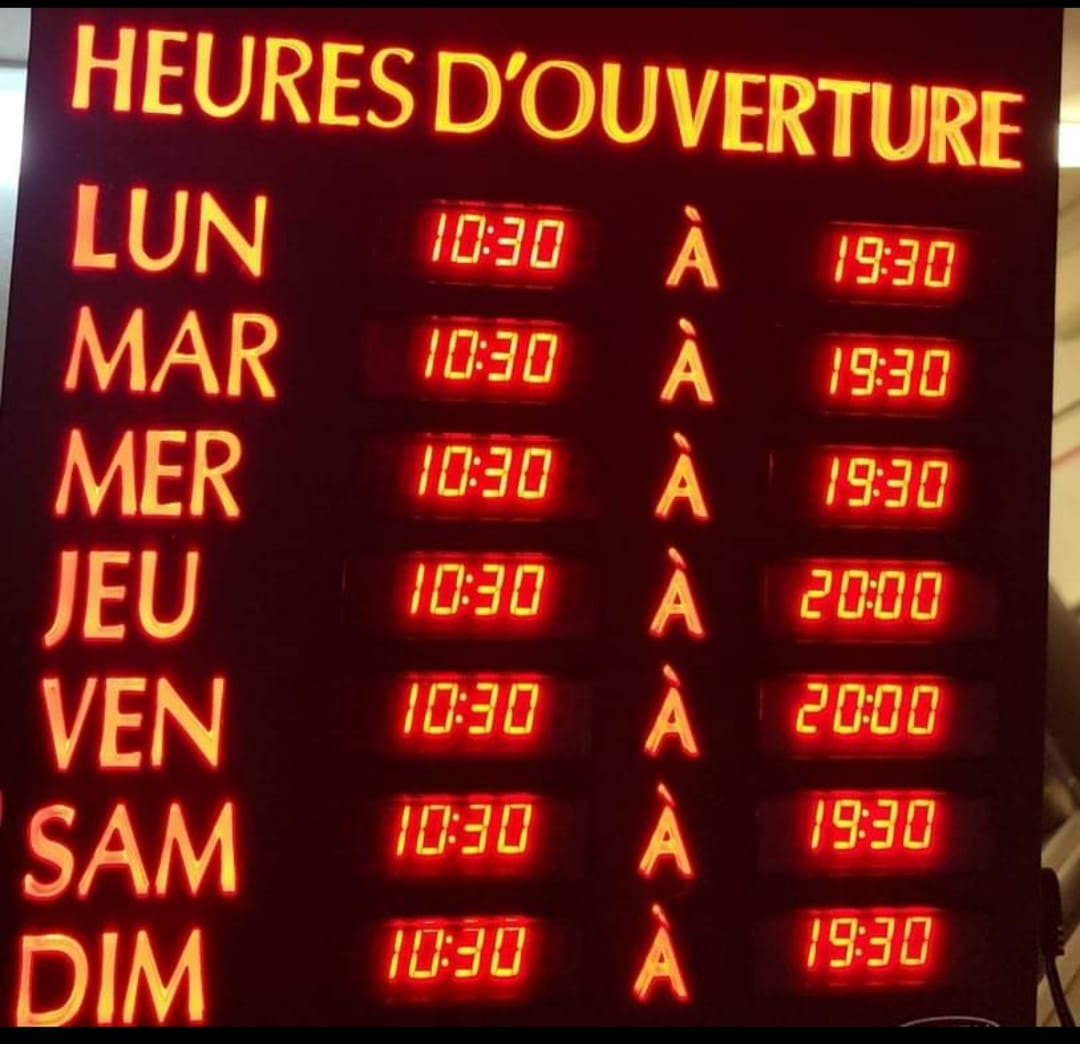 HEURES D'OUVERTURE
LUN 10:30 À 19:30
MAR 10:30 À 19:30
MER 10:30 À 19:30
JEU 10:30 À 20:00
VEN 10:30 À 20:00
SAM 10:30 À 19:30
DIM 10:30 À 19:30